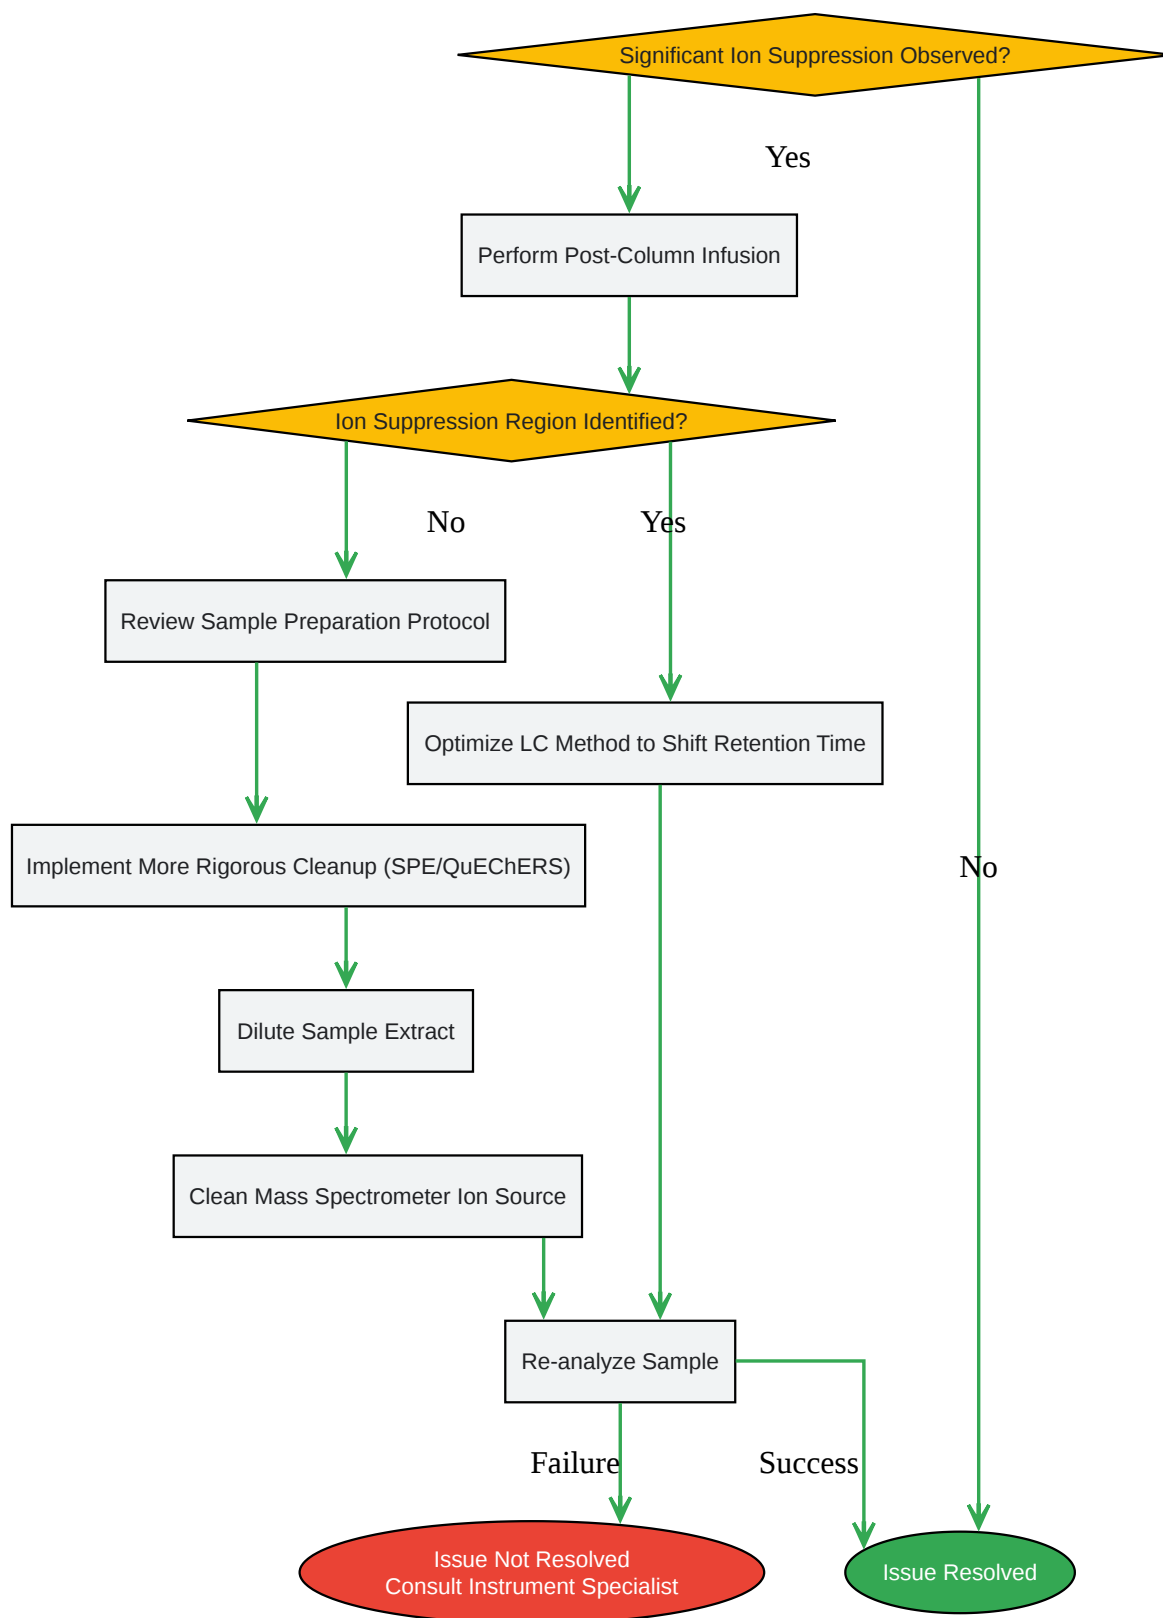 Significant Ion Suppression Observed?
Yes
Perform Post-Column Infusion
Ion Suppression Region Identified?
No
Yes
Review Sample Preparation Protocol
Optimize LC Method to Shift Retention Time
Implement More Rigorous Cleanup (SPE/QuEChERS)
No
Dilute Sample Extract
Clean Mass Spectrometer Ion Source
Re-analyze Sample
Failure
Success
Issue Not Resolved
Consult Instrument Specialist
Issue Resolved